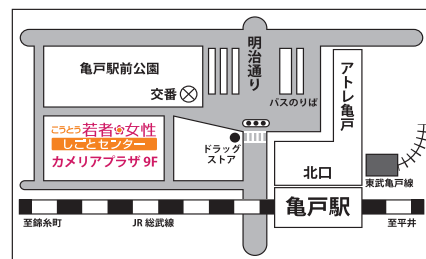 亀戸駅前公園
交番
明治通り
バスのりば
アトレ亀戸
こうとう若者女性
しごとセンター
カメリアプラザ 9F
ドラッグ
ストア
北口
東武亀戸線
亀戸駅
至錦糸町
JR 総武線
至平井